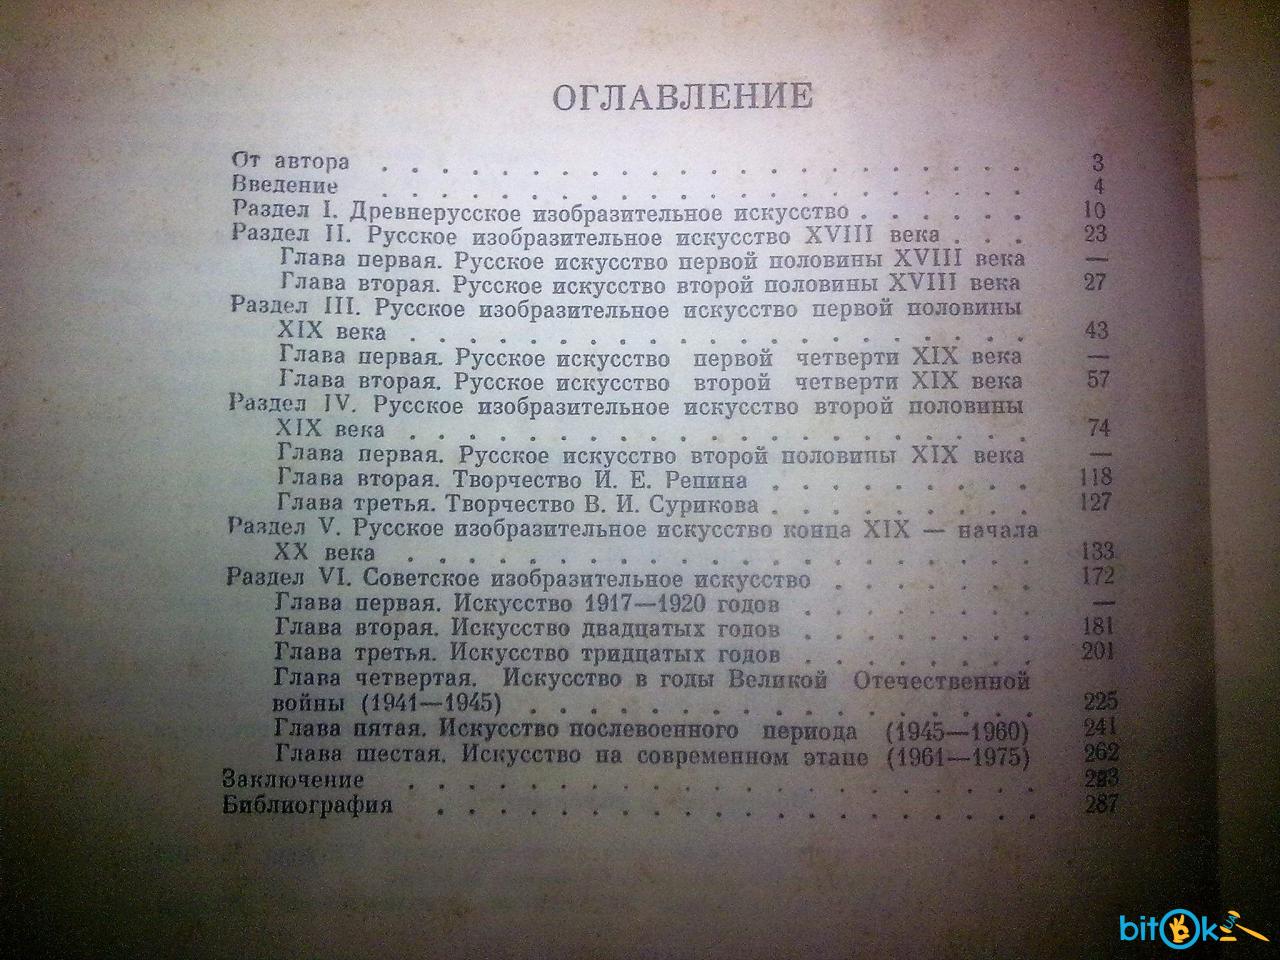 ОГЛАВЛЕНИЕ
От автора . . . . . . . . . . . . . . . . . . . . . . 3
Введение . . . . . . . . . . . . . . . . . . . . . . 4
Раздел I. Древнерусское изобразительное искусство . . . . . . 10
Раздел II. Русское изобразительное искусство XVIII века . . . 23
Глава первая. Русское искусство первой половины XVIII века —
Глава вторая. Русское искусство второй половины XVIII века 27
Раздел III. Русское изобразительное искусство первой половины
XIX века . . . . . . . . . . . . . . . . . . . . . 43
Глава первая. Русское искусство первой четверти XIX века —
Глава вторая. Русское искусство второй четверти XIX века 57
Раздел IV. Русское изобразительное искусство второй половины
XIX века . . . . . . . . . . . . . . . . . . . . . 74
Глава первая. Русское искусство второй половины XIX века —
Глава вторая. Творчество И. Е. Репина . . . . . . . . . 118
Глава третья. Творчество В. И. Сурикова . . . . . . . . . 127
Раздел V. Русское изобразительное искусство конца XIX — начала
XX века . . . . . . . . . . . . . . . . . . . . . 133
Раздел VI. Советское изобразительное искусство . . . . . . . 172
Глава первая. Искусство 1917—1920 годов . . . . . . . . —
Глава вторая. Искусство двадцатых годов . . . . . . . . 181
Глава третья. Искусство тридцатых годов . . . . . . . . 201
Глава четвертая. Искусство в годы Великой Отечественной
войны (1941—1945) . . . . . . . . . . . . . . . . . 225
Глава пятая. Искусство послевоенного периода (1945—1960) 241
Глава шестая. Искусство на современном этапе (1961—1975) 262
Заключение . . . . . . . . . . . . . . . . . . . . .
Библиография . . . . . . . . . . . . . . . . . . . . 287
bitok UA